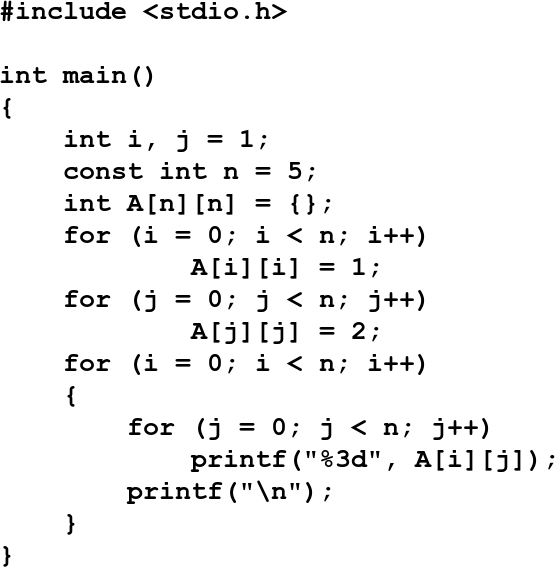 #include <stdio.h>

int main()
{
    int i, j = 1;
    const int n = 5;
    int A[n][n] = {};
    for (i = 0; i < n; i++)
            A[i][i] = 1;
    for (j = 0; j < n; j++)
            A[j][j] = 2;
    for (i = 0; i < n; i++)
    {
        for (j = 0; j < n; j++)
            printf("%3d", A[i][j]);
        printf("\n");
    }
}